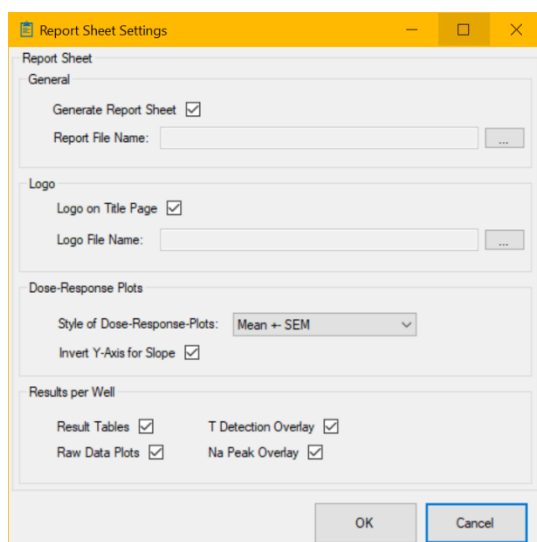 Report Sheet Settings
Report Sheet
General
Generate Report Sheet
Report File Name:
...
Logo
Logo on Title Page
Logo File Name:
...
Dose-Response Plots
Style of Dose-Response-Plots: Mean +- SEM
Invert Y-Axis for Slope
Results per Well
Result Tables T Detection Overlay
Raw Data Plots Na Peak Overlay
OK Cancel